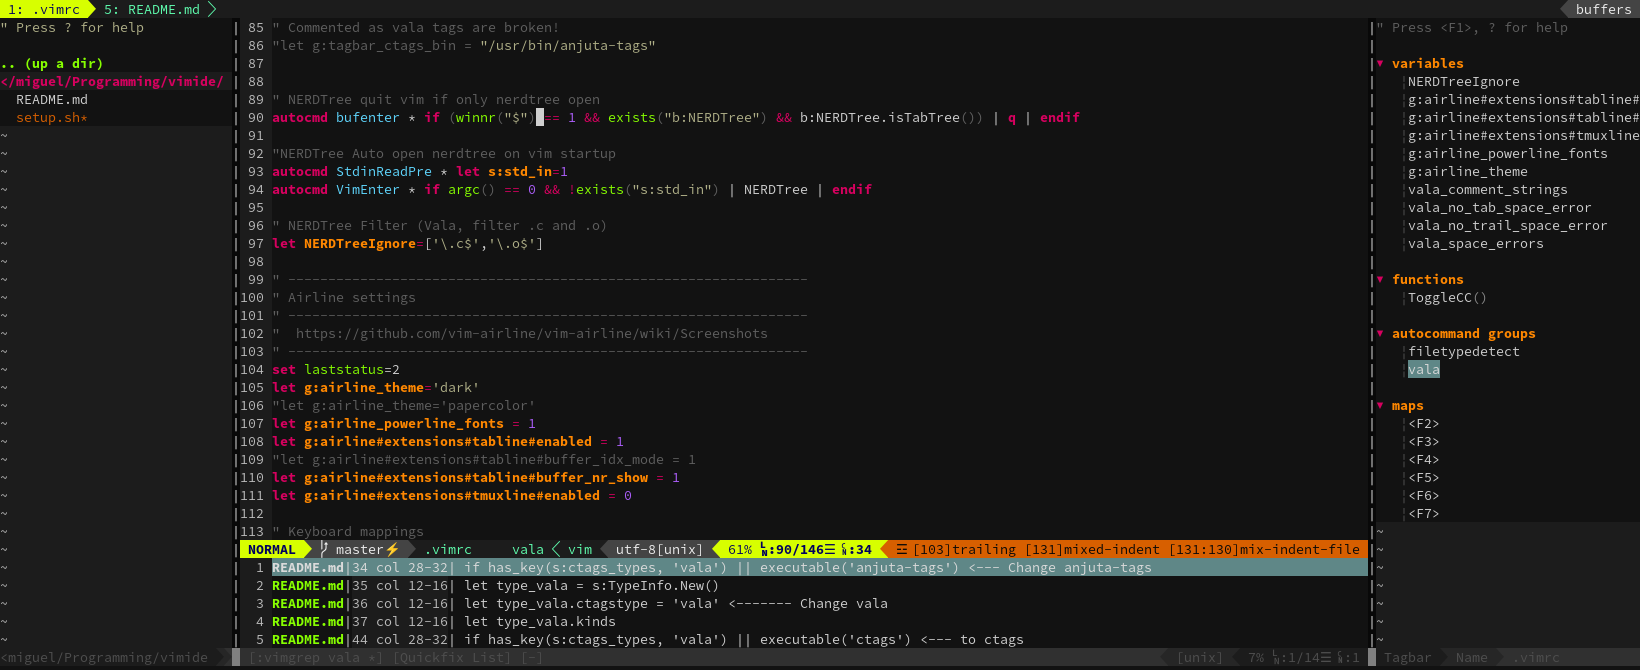 1: .vimrc 5: README.md buffers
" Press ? for help
.. (up a dir)
</miguel/Programming/vimide/
README.md
setup.sh*
85 " Commented as vala tags are broken!
86 "let g:tagbar_ctags_bin = "/usr/bin/anjuta-tags"
87
88
89 " NERDTree quit vim if only nerdtree open
90 autocmd bufenter * if (winnr("$") == 1 && exists("b:NERDTree") && b:NERDTree.isTabTree()) | q | endif
91
92 "NERDTree Auto open nerdtree on vim startup
93 autocmd StdinReadPre * let s:std_in=1
94 autocmd VimEnter * if argc() == 0 && !exists("s:std_in") | NERDTree | endif
95
96 " NERDTree Filter (Vala, filter .c and .o)
97 let NERDTreeIgnore=['\.c$','\.o$']
98
99 " -----------------------------------------------------------------
100 " Airline settings
101 " -----------------------------------------------------------------
102 "  https://github.com/vim-airline/vim-airline/wiki/Screenshots
103 " -----------------------------------------------------------------
104 set laststatus=2
105 let g:airline_theme='dark'
106 "let g:airline_theme='papercolor'
107 let g:airline_powerline_fonts = 1
108 let g:airline#extensions#tabline#enabled = 1
109 "let g:airline#extensions#tabline#buffer_idx_mode = 1
110 let g:airline#extensions#tabline#buffer_nr_show = 1
111 let g:airline#extensions#tmuxline#enabled = 0
112
113 " Keyboard mappings
NORMAL master⚡ .vimrc vala < vim utf-8[unix] 61% LN:90/146☰ CN:34 ☲ [103]trailing [131]mixed-indent [131:130]mix-indent-file
1 README.md|34 col 28-32| if has_key(s:ctags_types, 'vala') || executable('anjuta-tags') <--- Change anjuta-tags
2 README.md|35 col 12-16| let type_vala = s:TypeInfo.New()
3 README.md|36 col 12-16| let type_vala.ctagstype = 'vala' <------- Change vala
4 README.md|37 col 12-16| let type_vala.kinds
5 README.md|44 col 28-32| if has_key(s:ctags_types, 'vala') || executable('ctags') <--- to ctags
" Press <F1>, ? for help
▼ variables
NERDTreeIgnore
g:airline#extensions#tabline#
g:airline#extensions#tabline#
g:airline#extensions#tmuxline
g:airline_powerline_fonts
g:airline_theme
vala_comment_strings
vala_no_tab_space_error
vala_no_trail_space_error
vala_space_errors
▼ functions
ToggleCC()
▼ autocommand groups
filetypedetect
vala
▼ maps
<F2>
<F3>
<F4>
<F5>
<F6>
<F7>
<miguel/Programming/vimide [:vimgrep vala *] [Quickfix List] [-] [unix] 7% LN:1/14☰ CN:1 Tagbar Name .vimrc